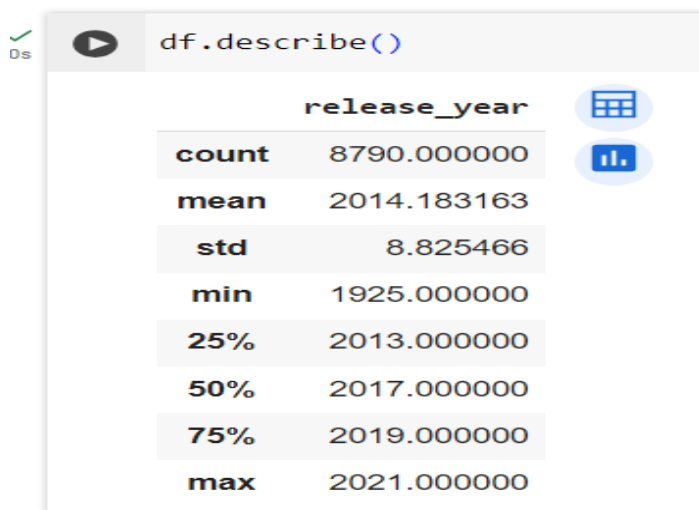 0s
df.describe()
release_year
count 8790.000000
mean 2014.183163
std 8.825466
min 1925.000000
25% 2013.000000
50% 2017.000000
75% 2019.000000
max 2021.000000